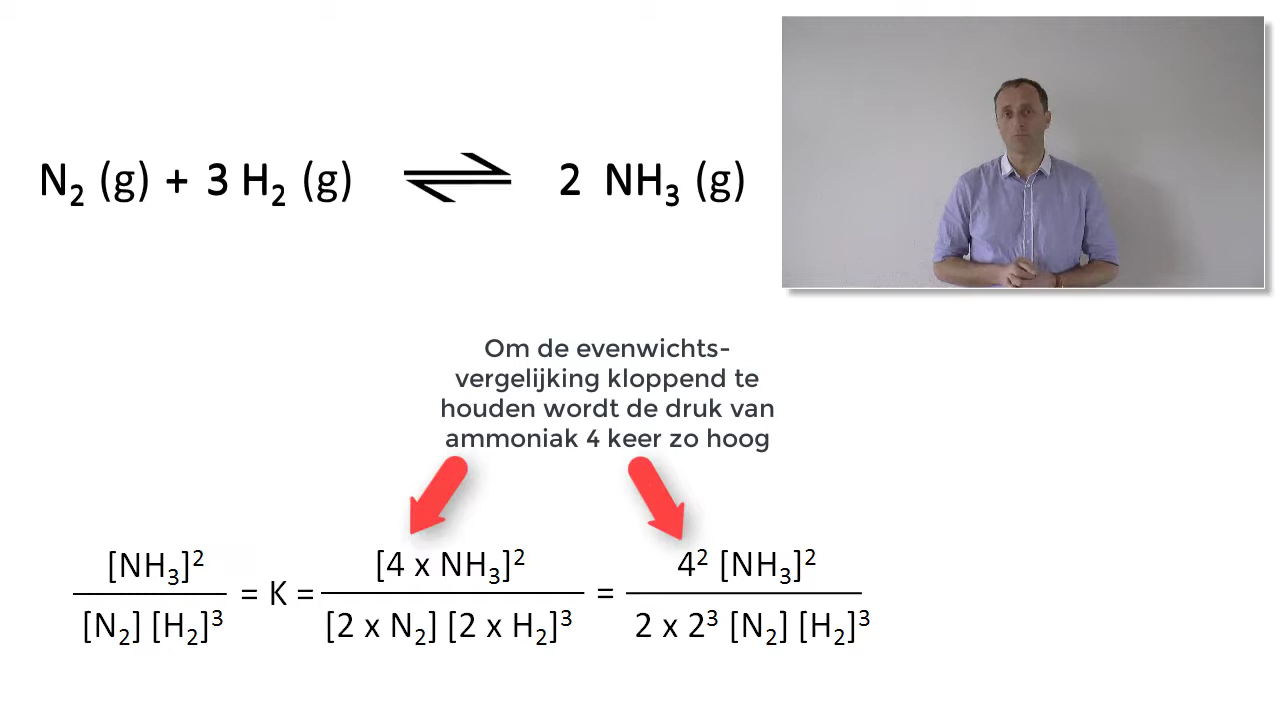 N₂ (g) + 3 H₂ (g) ⇌ 2 NH₃ (g)
Om de evenwichts-
vergelijking kloppend te
houden wordt de druk van
ammoniak 4 keer zo hoog
[NH₃]² / [N₂] [H₂]³ = K = [4 x NH₃]² / [2 x N₂] [2 x H₂]³ = 4² [NH₃]² / 2 x 2³ [N₂] [H₂]³